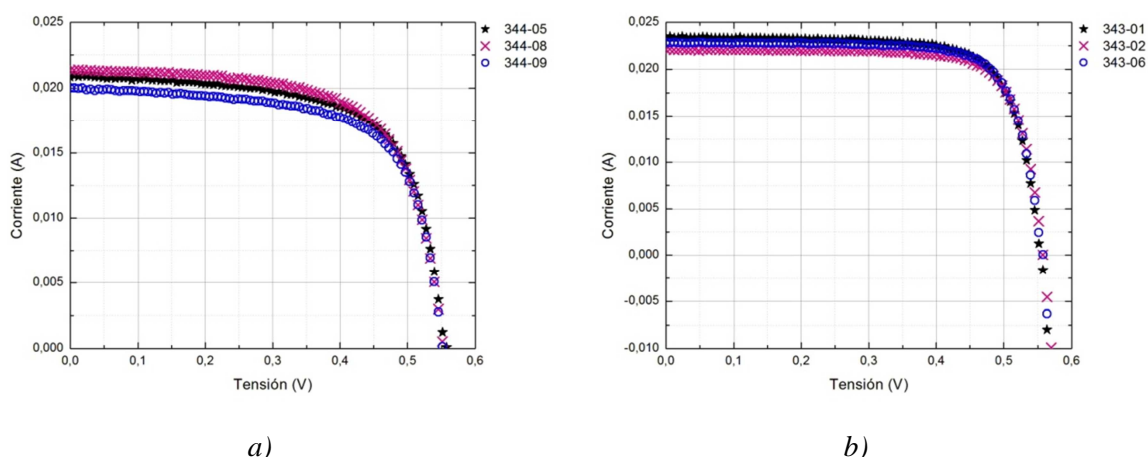 0,025
0,020
0,015
0,010
0,005
0,000
Corriente (A)
0,0 0,1 0,2 0,3 0,4 0,5 0,6
Tensión (V)
344-05
344-08
344-09
a)
0,025
0,020
0,015
0,010
0,005
0,000
-0,005
-0,010
Corriente (A)
0,0 0,1 0,2 0,3 0,4 0,5 0,6
Tensión (V)
343-01
343-02
343-06
b)